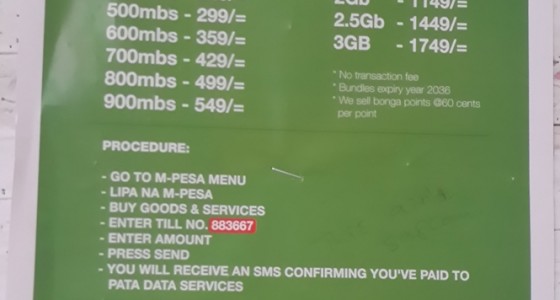 500mbs - 299/=
600mbs - 359/=
700mbs - 429/=
800mbs - 499/=
900mbs - 549/=
2Gb - 1149/=
2.5Gb - 1449/=
3GB - 1749/=
* No transaction fee
* Bundles expiry year 2036
* We sell bonga points @60 cents
per point
PROCEDURE:
- GO TO M-PESA MENU
- LIPA NA M-PESA
- BUY GOODS & SERVICES
- ENTER TILL NO. 883667
- ENTER AMOUNT
- PRESS SEND
- YOU WILL RECEIVE AN SMS CONFIRMING YOU'VE PAID TO
PATA DATA SERVICES